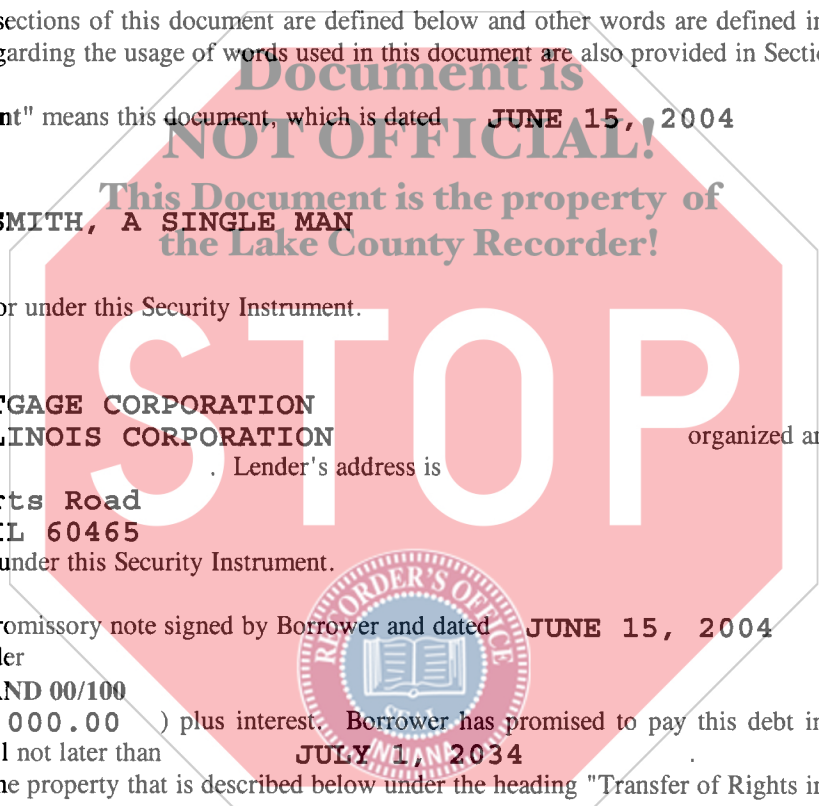 sections of this document are defined below and other words are defined in
garding the usage of words used in this document are also provided in Sectio
Document is
nt" means this document, which is dated JUNE 15, 2004
NOT OFFICIAL!
This Document is the property of
SMITH, A SINGLE MAN
the Lake County Recorder!
or under this Security Instrument.
STOP
TGAGE CORPORATION
LINOIS CORPORATION organized an
. Lender's address is
rts Road
IL 60465
under this Security Instrument.
RECORDER'S OFFICE
romissory note signed by Borrower and dated JUNE 15, 2004
der
AND 00/100
000.00 ) plus interest. Borrower has promised to pay this debt in
SEAL
l not later than JULY 1, 2034 .
INDIANA
he property that is described below under the heading "Transfer of Rights in